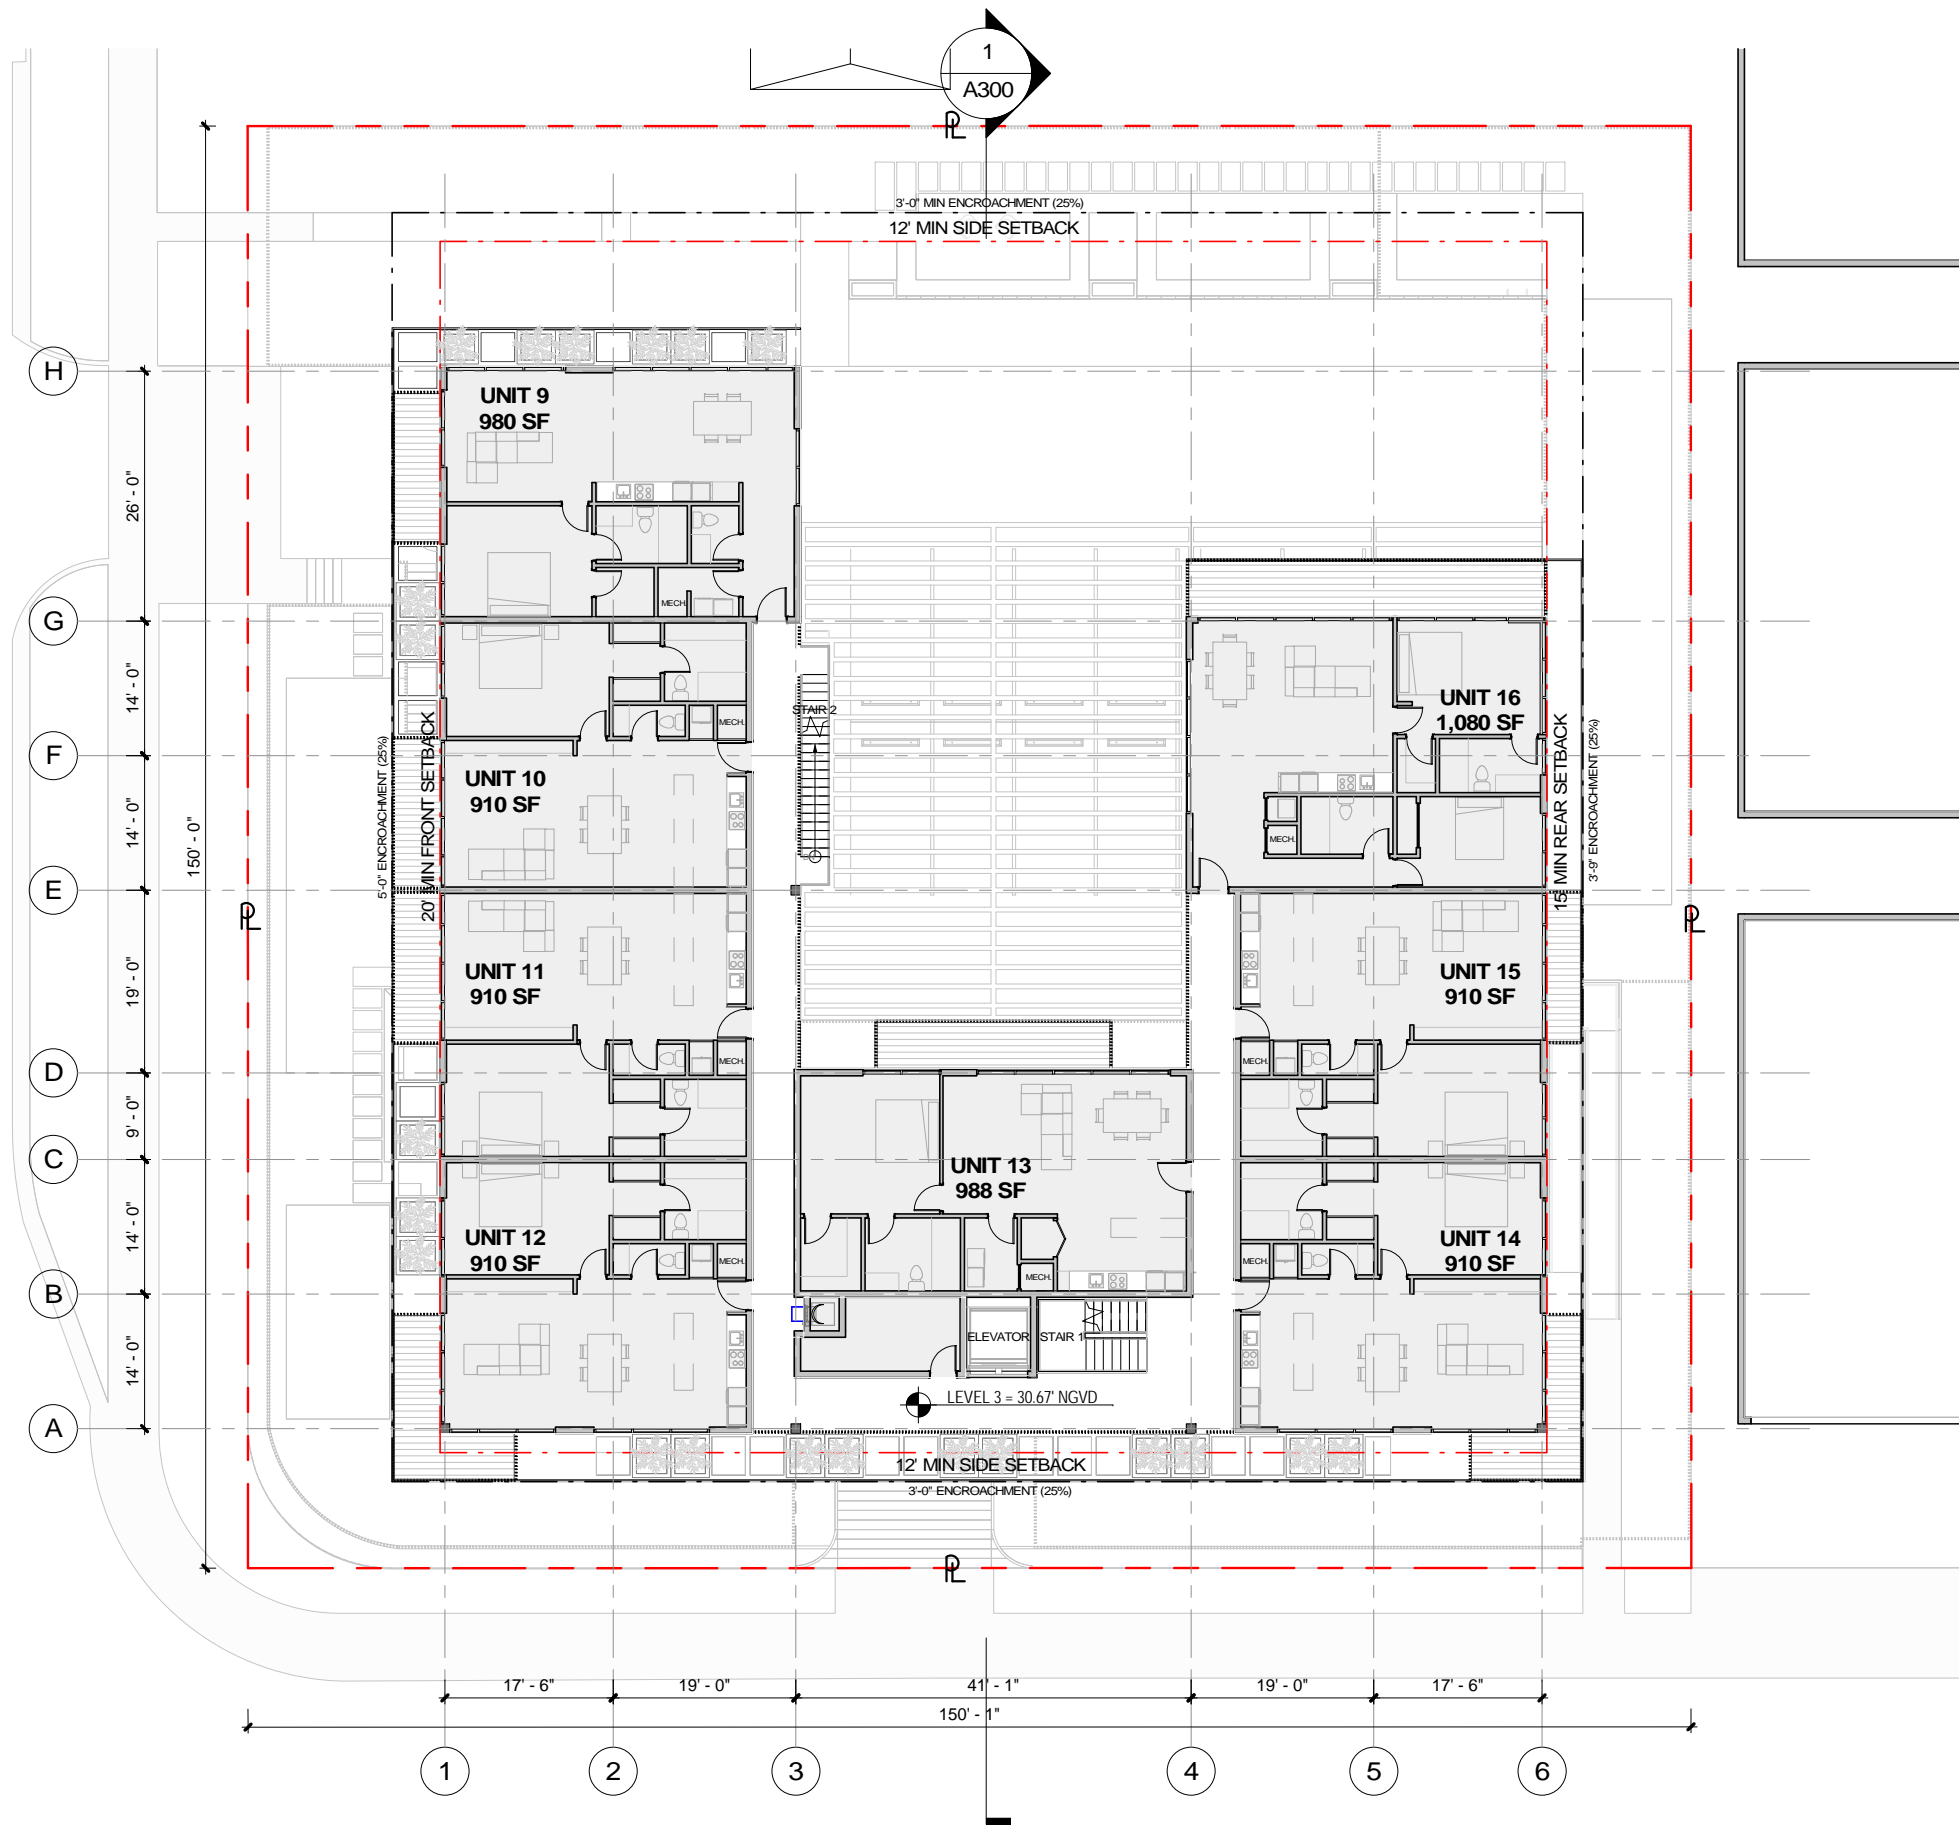 1
A300
PL
3'-0" MIN ENCROACHMENT (25%)
12' MIN SIDE SETBACK
H
UNIT 9
980 SF
26' - 0"
MECH.
G
14' - 0"
STAIR 2
MECH.
UNIT 16
1,080 SF
F
UNIT 10
910 SF
14' - 0"
150' - 0"
5'-0" ENCROACHMENT (25%)
20' MIN FRONT SETBACK
15' MIN REAR SETBACK
3'-9" ENCROACHMENT (25%)
MECH.
E
PL
PL
19' - 0"
UNIT 11
910 SF
UNIT 15
910 SF
MECH.
MECH.
D
9' - 0"
C
UNIT 13
988 SF
14' - 0"
UNIT 12
910 SF
UNIT 14
910 SF
MECH.
MECH.
MECH.
B
ELEVATOR
STAIR 1
14' - 0"
LEVEL 3 = 30.67' NGVD
A
12' MIN SIDE SETBACK
3'-0" ENCROACHMENT (25%)
PL
17' - 6"
19' - 0"
41' - 1"
19' - 0"
17' - 6"
150' - 1"
1
2
3
4
5
6